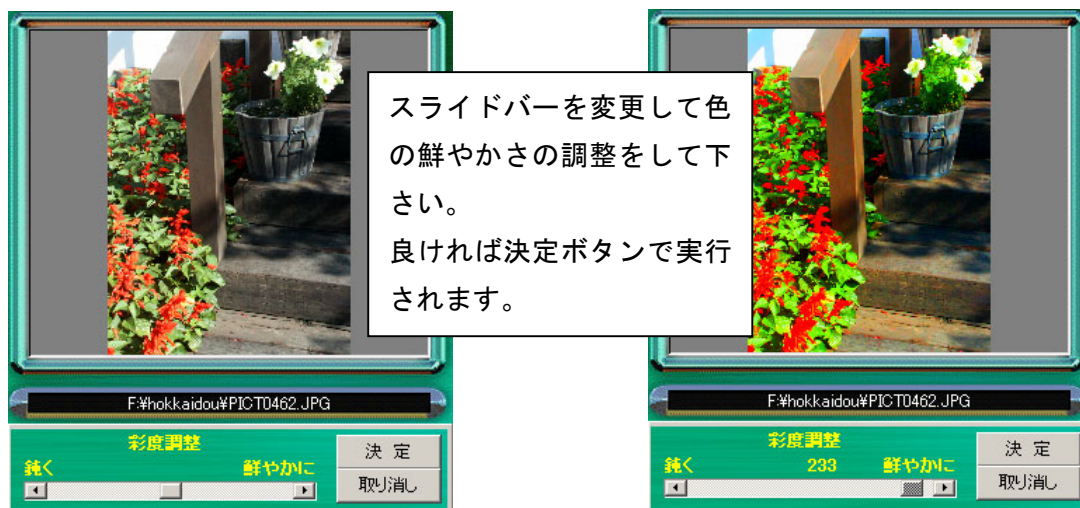 スライドバーを変更して色
の鮮やかさの調整をして下
さい。
良ければ決定ボタンで実行
されます。
F:¥hokkaidou¥PICT0462.JPG
彩度調整
鈍く
鮮やかに
決 定
取り消し
F:¥hokkaidou¥PICT0462.JPG
彩度調整
鈍く
233
鮮やかに
決 定
取り消し